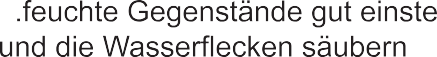 .feuchte Gegenstände gut einste
und die Wasserflecken säubern